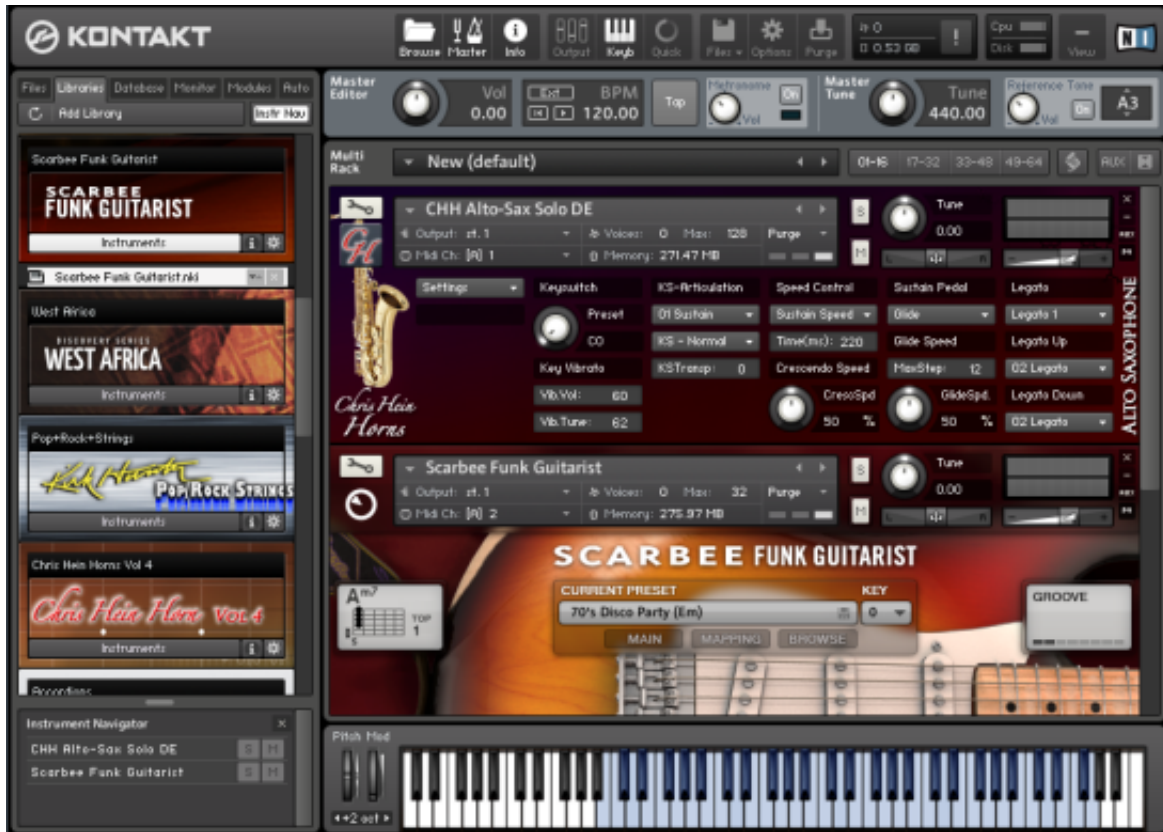 KONTAKT
Browse Master Info Output Keyb Quick Files Options Purge
0
0.53 GB
!
Cpu
Disk
View
Files Libraries Database Monitor Modules Auto
Add Library
Instr Nav
Scarbee Funk Guitarist
SCARBEE
FUNK GUITARIST
Instruments i
Scarbee Funk Guitarist.nki
West Africa
DISCOVERY SERIES
WEST AFRICA
Instruments i
Pop+Rock+Strings
Kirk Hunter
POP/ROCK STRINGS
Instruments i
Chris Hein Horns Vol 4
Chris Hein Horn VOL 4
Instruments i
Accordions
Instrument Navigator ×
CHH Alto-Sax Solo DE S M
Scarbee Funk Guitarist S M
Master
Editor
Vol
0.00
Ext BPM
120.00
Tap
Metronome
On
Vol
Master
Tune
Tune
440.00
Reference Tone
On
Vol
A3
Multi
Rack
New (default)
01-16 17-32 33-48 49-64
AUX
CHH Alto-Sax Solo DE
S
Tune
0.00
Output: st.1 Voices: 0 Max: 128 Purge
Midi Ch: [A] 1 Memory: 271.47 MB
M
L R
Settings
Keyswitch
Preset
C0
Key Vibrato
Vib.Vol: 60
Vib.Tune: 62
KS-Articulation
01 Sustain
KS - Normal
KSTransp: 0
Speed Control
Sustain Speed
Time(ms): 220
Crescendo Speed
CrescSpd
50 %
Sustain Pedal
Glide
Glide Speed
MaxStep: 12
GlideSpd.
50 %
Legato
Legato 1
Legato Up
02 Legato
Legato Down
02 Legato
Chris Hein
Horns
ALTO SAXOPHONE
Scarbee Funk Guitarist
S
Tune
0.00
Output: st.1 Voices: 0 Max: 32 Purge
Midi Ch: [A] 2 Memory: 275.97 MB
M
L R
SCARBEE FUNK GUITARIST
Am7
TOP
1
CURRENT PRESET KEY
70's Disco Party (Em) 0
MAIN MAPPING BROWSE
GROOVE
Pitch Mod
+2 oct